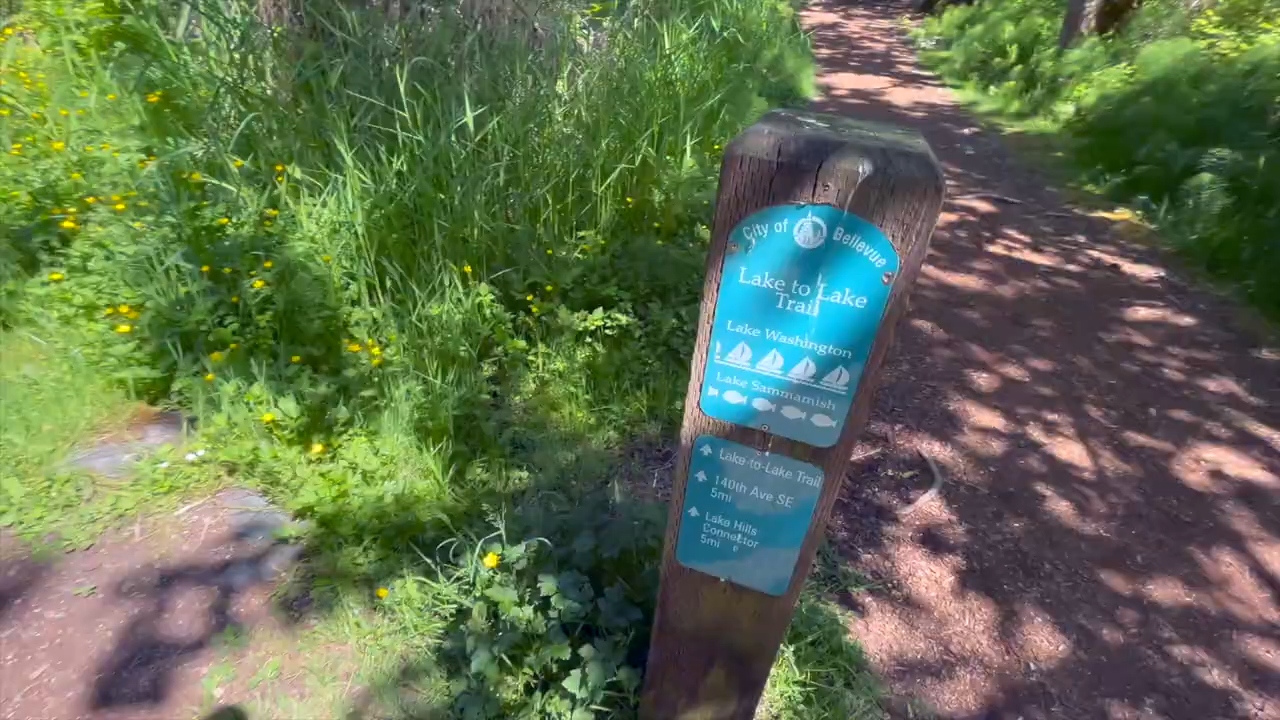 City of Bellevue
Lake to Lake
Trail
Lake Washington
Lake Sammamish
Lake-to-Lake Trail
140th Ave SE
5mi
Lake Hills
Connector
5mi